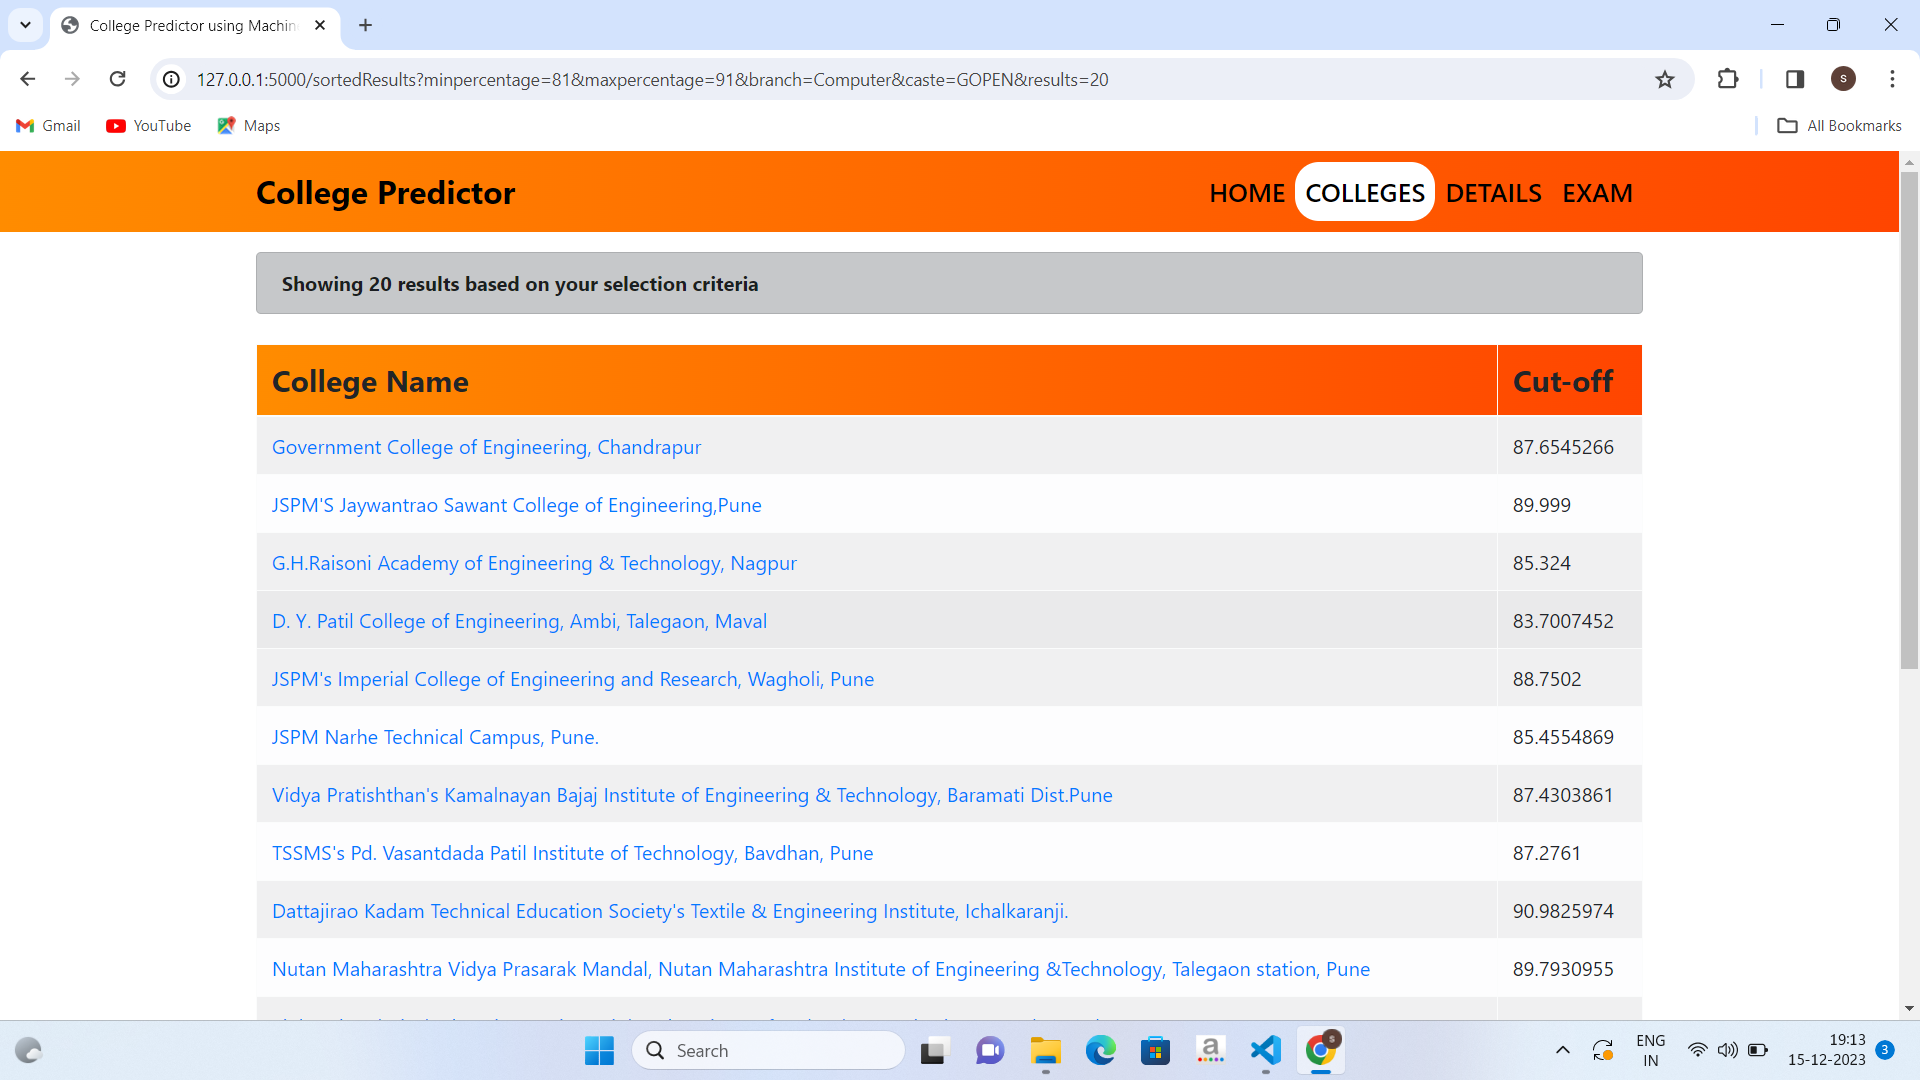 College Predictor using Machin
127.0.0.1:5000/sortedResults?minpercentage=81&maxpercentage=91&branch=Computer&caste=GOPEN&results=20
S
Gmail YouTube Maps All Bookmarks
College Predictor HOME COLLEGES DETAILS EXAM
Showing 20 results based on your selection criteria
College Name Cut-off
Government College of Engineering, Chandrapur 87.6545266
JSPM'S Jaywantrao Sawant College of Engineering,Pune 89.999
G.H.Raisoni Academy of Engineering & Technology, Nagpur 85.324
D. Y. Patil College of Engineering, Ambi, Talegaon, Maval 83.7007452
JSPM's Imperial College of Engineering and Research, Wagholi, Pune 88.7502
JSPM Narhe Technical Campus, Pune. 85.4554869
Vidya Pratishthan's Kamalnayan Bajaj Institute of Engineering & Technology, Baramati Dist.Pune 87.4303861
TSSMS's Pd. Vasantdada Patil Institute of Technology, Bavdhan, Pune 87.2761
Dattajirao Kadam Technical Education Society's Textile & Engineering Institute, Ichalkaranji. 90.9825974
Nutan Maharashtra Vidya Prasarak Mandal, Nutan Maharashtra Institute of Engineering &Technology, Talegaon station, Pune 89.7930955
Search
ENG 19:13
IN 15-12-2023 3